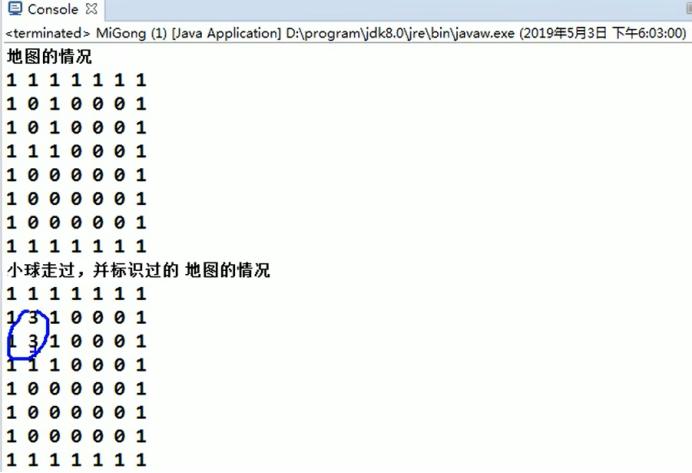 Console
<terminated> MiGong (1) [Java Application] D:\program\jdk8.0\jre\bin\javaw.exe (2019年5月3日 下午6:03:00)
地图的情况
1 1 1 1 1 1 1
1 0 1 0 0 0 1
1 0 1 0 0 0 1
1 1 1 0 0 0 1
1 0 0 0 0 0 1
1 0 0 0 0 0 1
1 0 0 0 0 0 1
1 1 1 1 1 1 1
小球走过，并标识过的 地图的情况
1 1 1 1 1 1 1
1 3 1 0 0 0 1
1 3 1 0 0 0 1
1 1 1 0 0 0 1
1 0 0 0 0 0 1
1 0 0 0 0 0 1
1 0 0 0 0 0 1
1 1 1 1 1 1 1